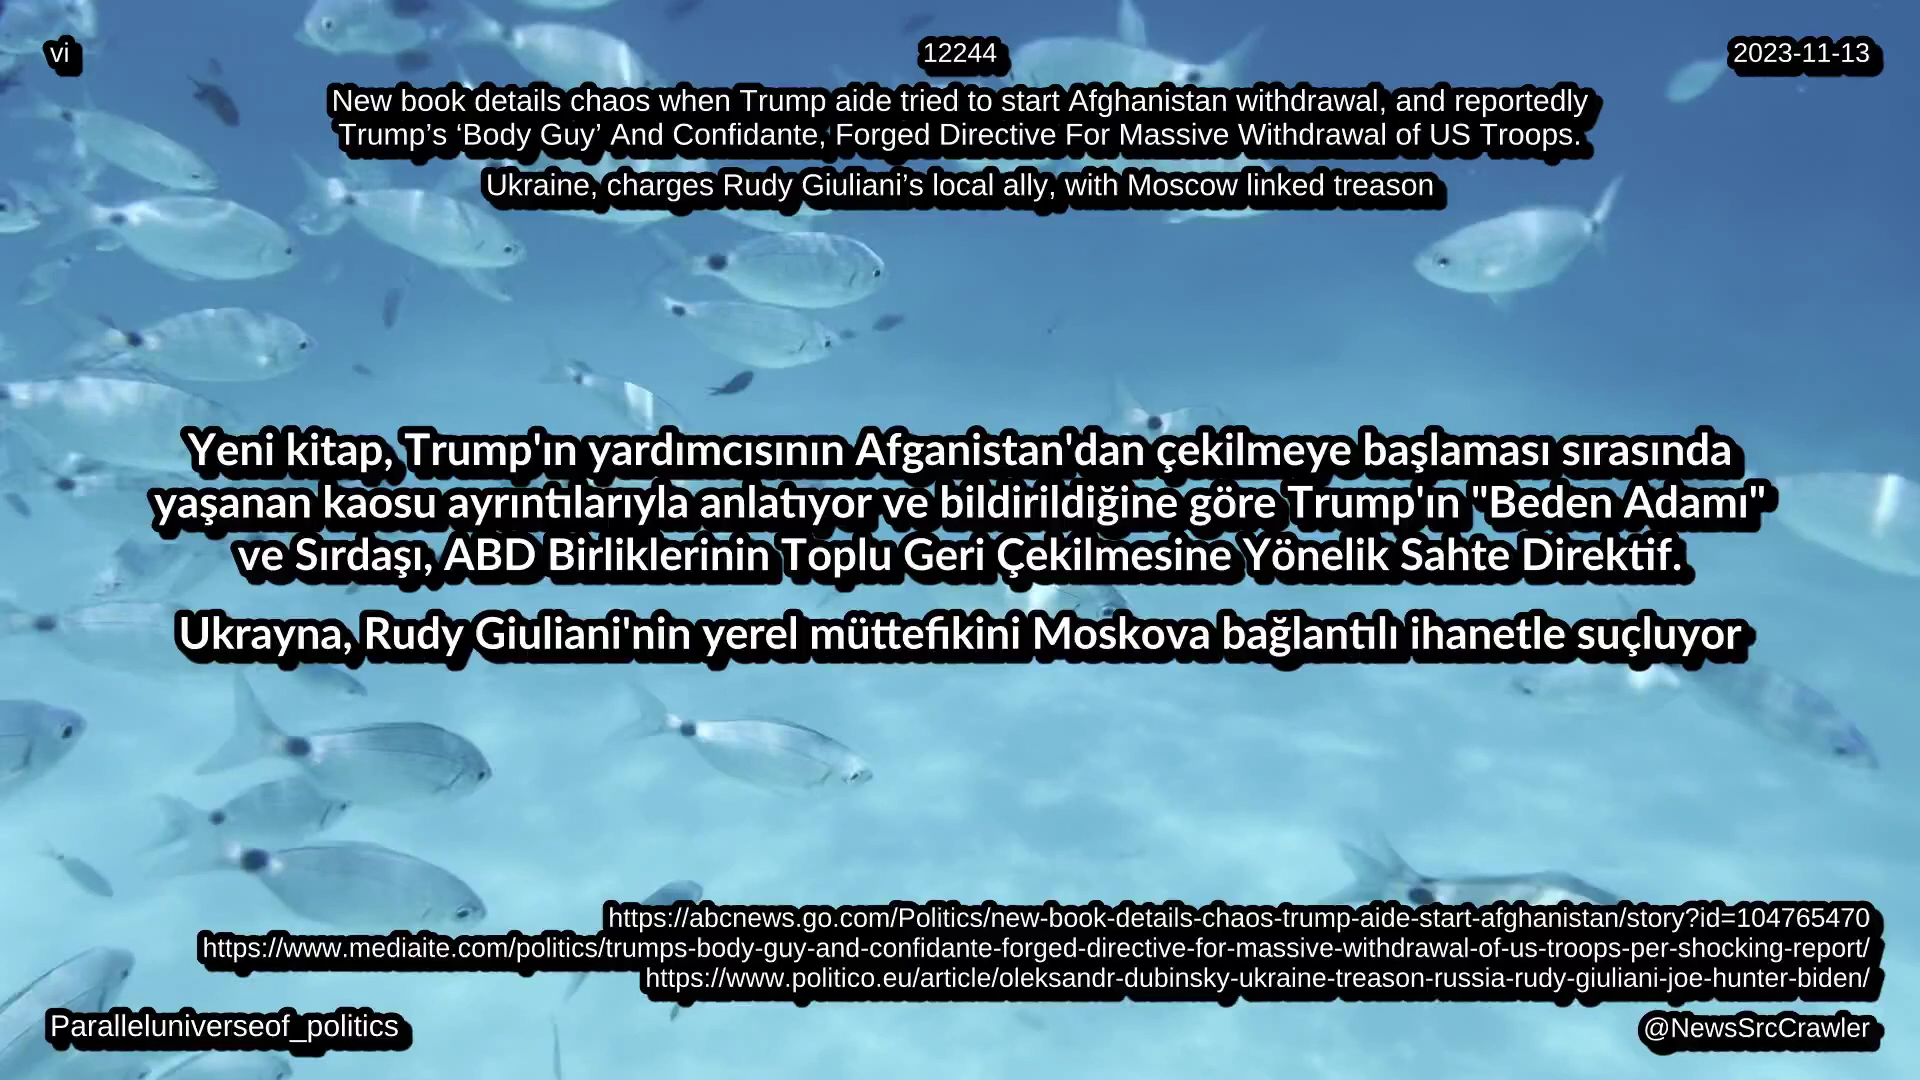 vi
12244
2023-11-13
New book details chaos when Trump aide tried to start Afghanistan withdrawal, and reportedly
Trump’s ‘Body Guy’ And Confidante, Forged Directive For Massive Withdrawal of US Troops.
Ukraine, charges Rudy Giuliani’s local ally, with Moscow linked treason
Yeni kitap, Trump'ın yardımcısının Afganistan'dan çekilmeye başlaması sırasında
yaşanan kaosu ayrıntılarıyla anlatıyor ve bildirildiğine göre Trump'ın "Beden Adamı"
ve Sırdaşı, ABD Birliklerinin Toplu Geri Çekilmesine Yönelik Sahte Direktif.
Ukrayna, Rudy Giuliani'nin yerel müttefikini Moskova bağlantılı ihanetle suçluyor
https://abcnews.go.com/Politics/new-book-details-chaos-trump-aide-start-afghanistan/story?id=104765470
https://www.mediaite.com/politics/trumps-body-guy-and-confidante-forged-directive-for-massive-withdrawal-of-us-troops-per-shocking-report/
https://www.politico.eu/article/oleksandr-dubinsky-ukraine-treason-russia-rudy-giuliani-joe-hunter-biden/
Paralleluniverseof_politics
@NewsSrcCrawler